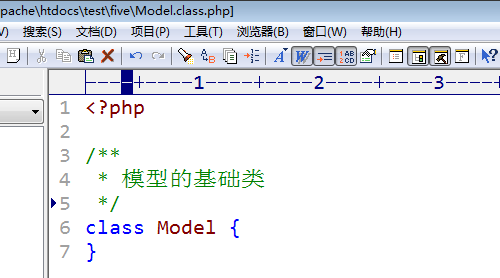 pache\htdocs\test\five\Model.class.php]
搜索(S) 文档(D) 项目(P) 工具(T) 浏览器(B) 窗口(W) 帮助(H)
1 2 3
1 <?php
2
3 /**
4 * 模型的基础类
5 */
6 class Model {
7 }